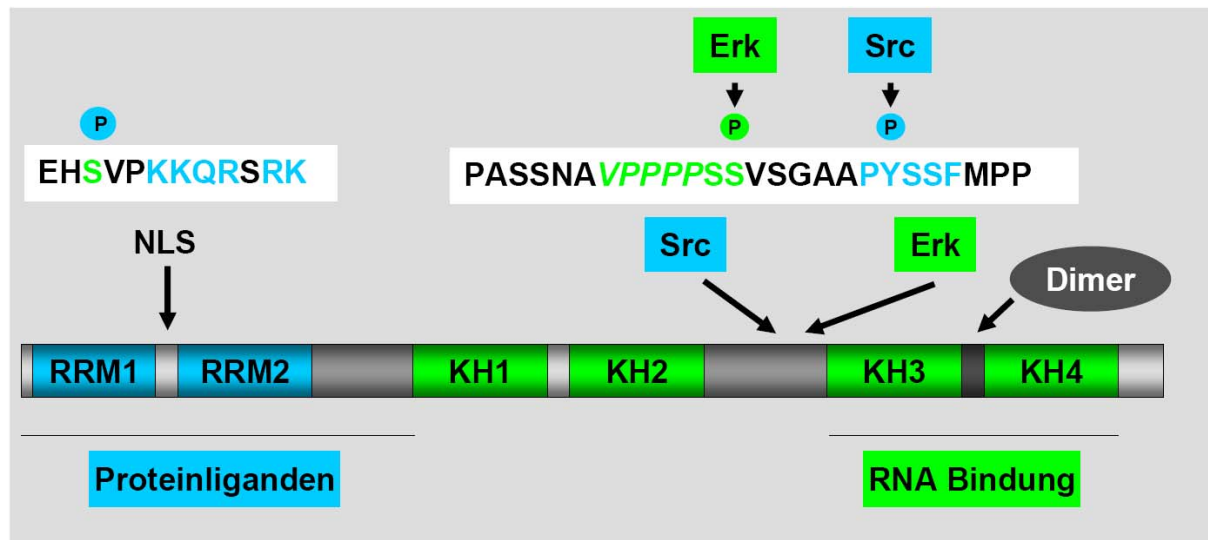 Erk Src
P P P
EHSVPKKQRSRK PASSNAVPPPPSSVSGAAPYSSFMPP
NLS Src Erk
Dimer
RRM1 RRM2 KH1 KH2 KH3 KH4
Proteinliganden RNA Bindung